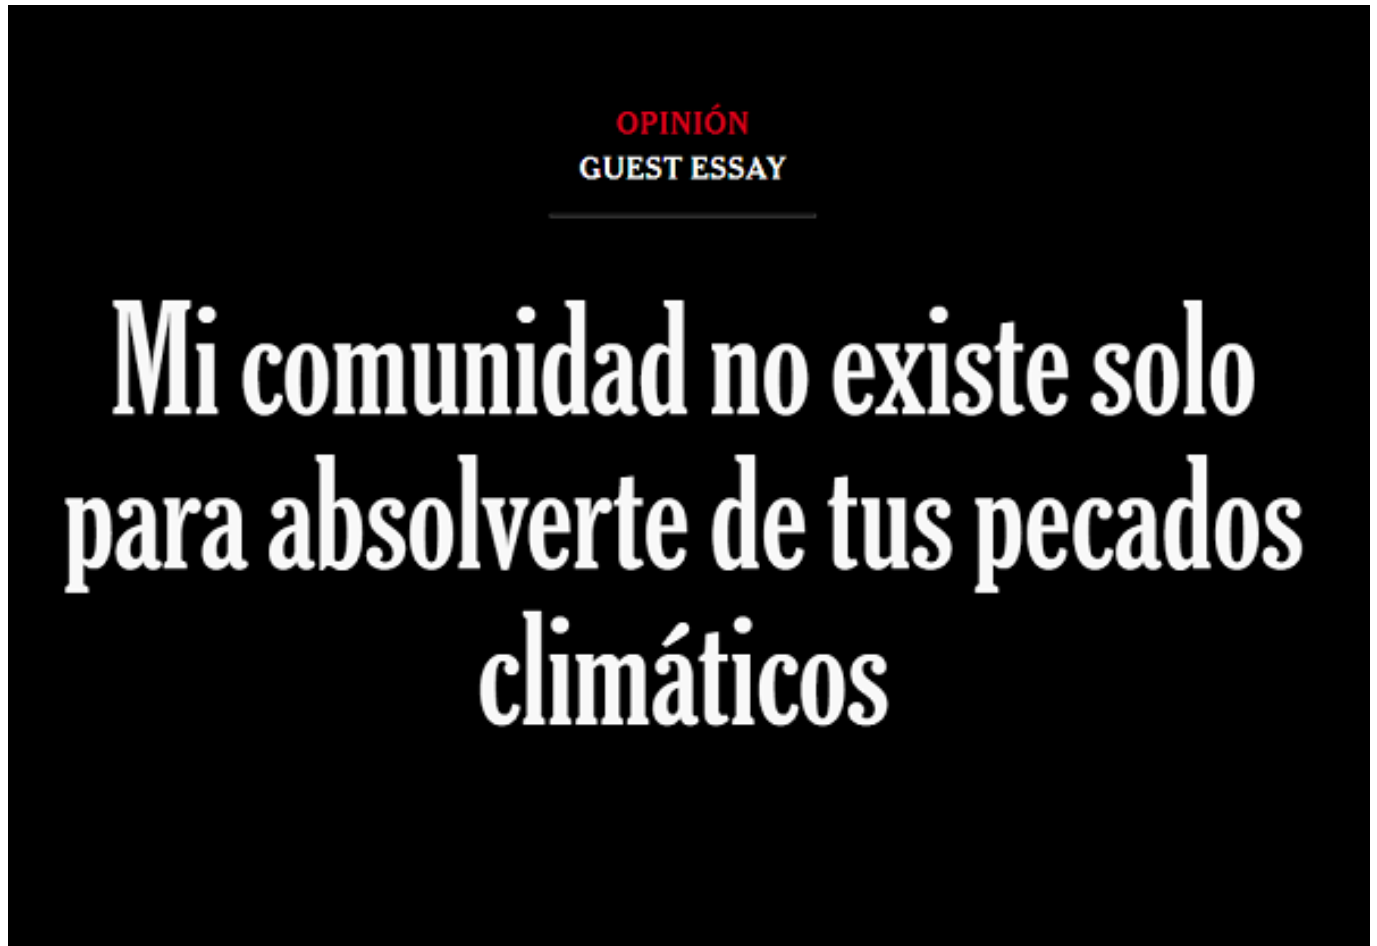 OPINIÓN
GUEST ESSAY
Mi comunidad no existe solo
para absolverte de tus pecados
climáticos